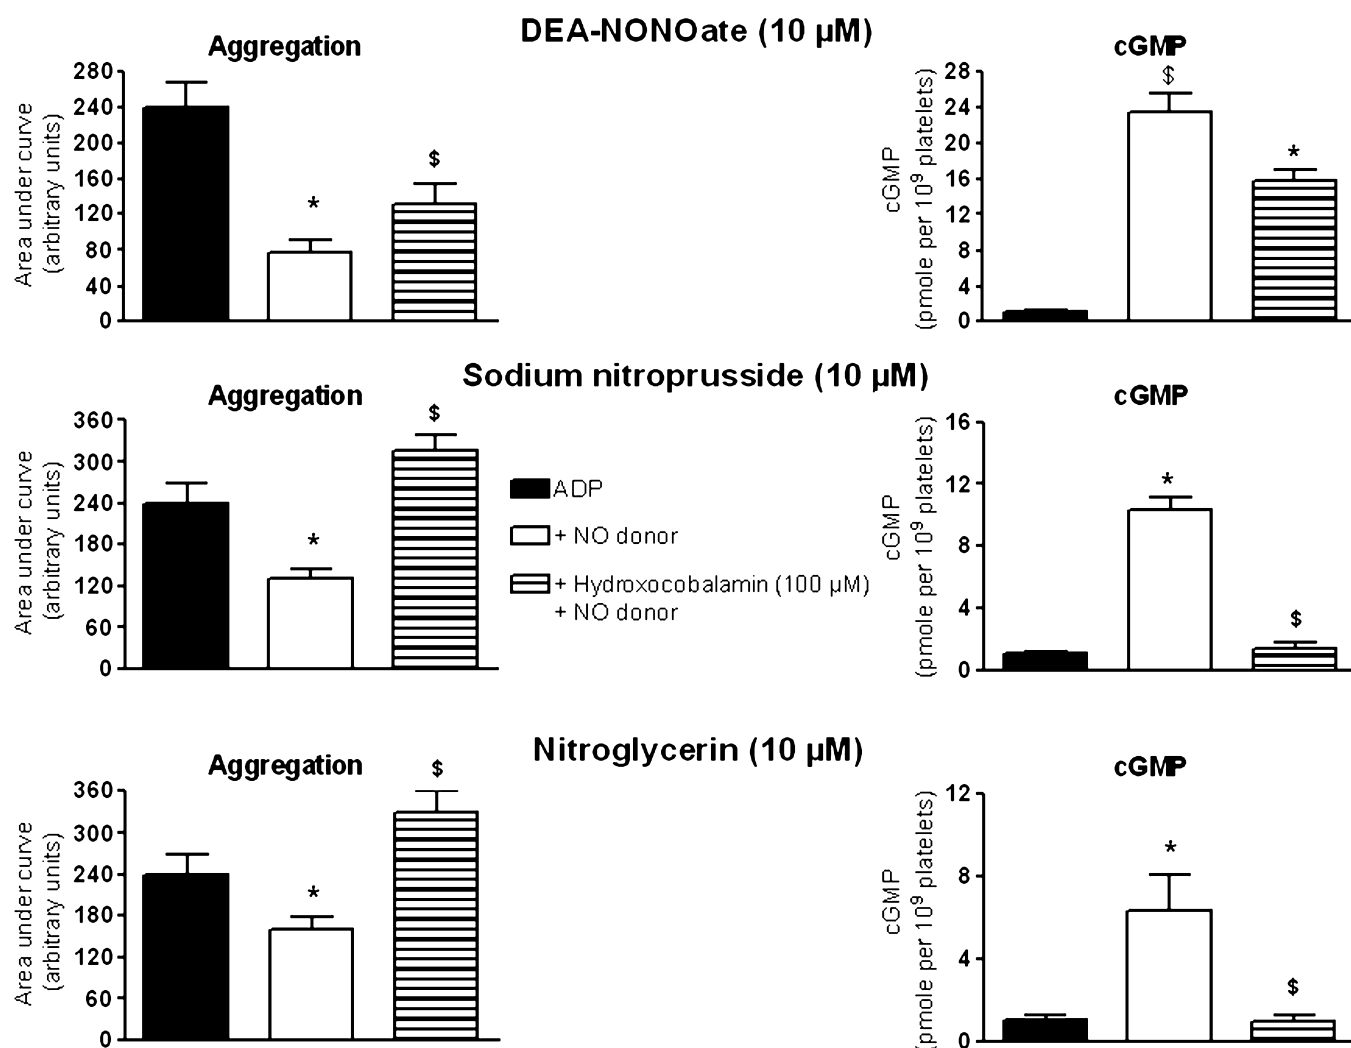 DEA-NONOate (10 µM)
Aggregation
cGMP
Area under curve
(arbitrary units)
280
240
200
160
120
80
40
0
*
$
cGMP
(pmole per 10⁹ platelets)
28
24
20
16
12
8
4
0
$
*
Sodium nitroprusside (10 µM)
Aggregation
cGMP
Area under curve
(arbitrary units)
360
300
240
180
120
60
0
*
$
ADP
+ NO donor
+ Hydroxocobalamin (100 µM)
+ NO donor
cGMP
(pmole per 10⁹ platelets)
16
12
8
4
0
*
$
Nitroglycerin (10 µM)
Aggregation
cGMP
Area under curve
(arbitrary units)
360
300
240
180
120
60
0
*
$
cGMP
(pmole per 10⁹ platelets)
12
8
4
0
*
$